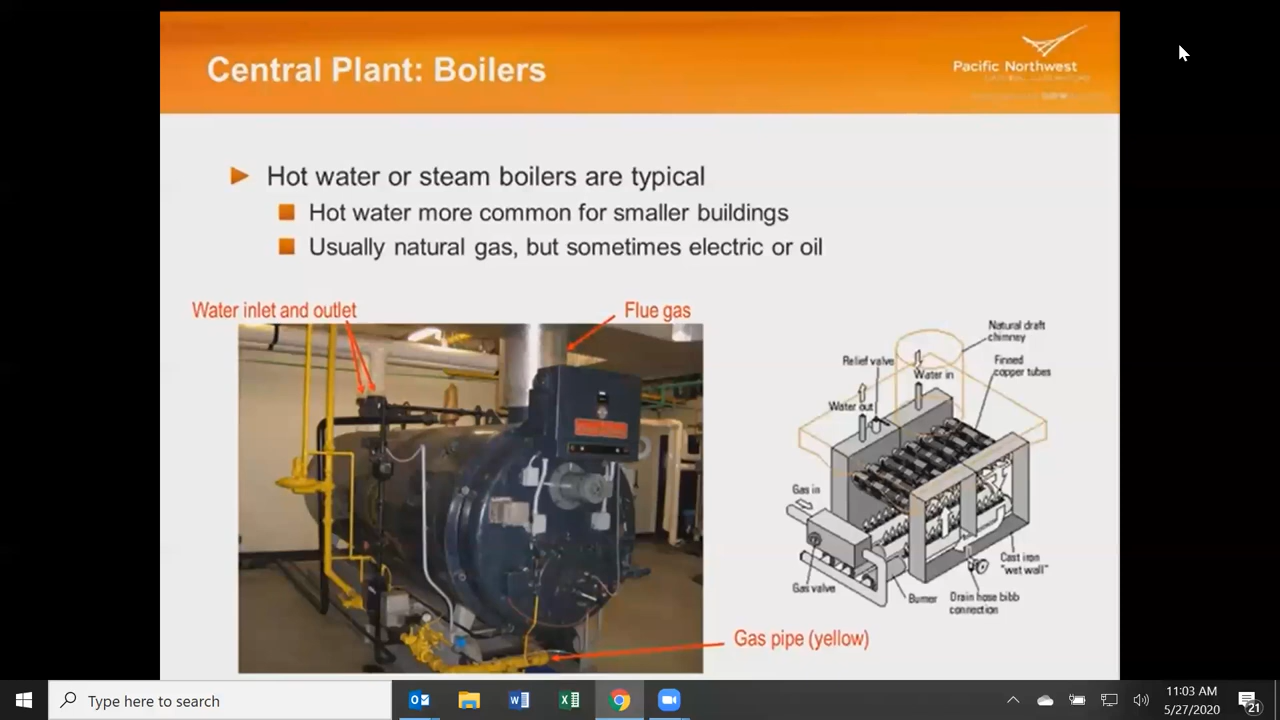 Central Plant: Boilers
Pacific Northwest
Hot water or steam boilers are typical
Hot water more common for smaller buildings
Usually natural gas, but sometimes electric or oil
Water inlet and outlet
Flue gas
Natural draft
chimney
Relief valve
Finned
copper tubes
Water in
Water out
Gas in
Gas valve
Burner
Drain hose bibb
connection
Cast iron
"wet wall"
Gas pipe (yellow)
Type here to search
11:03 AM
5/27/2020
21